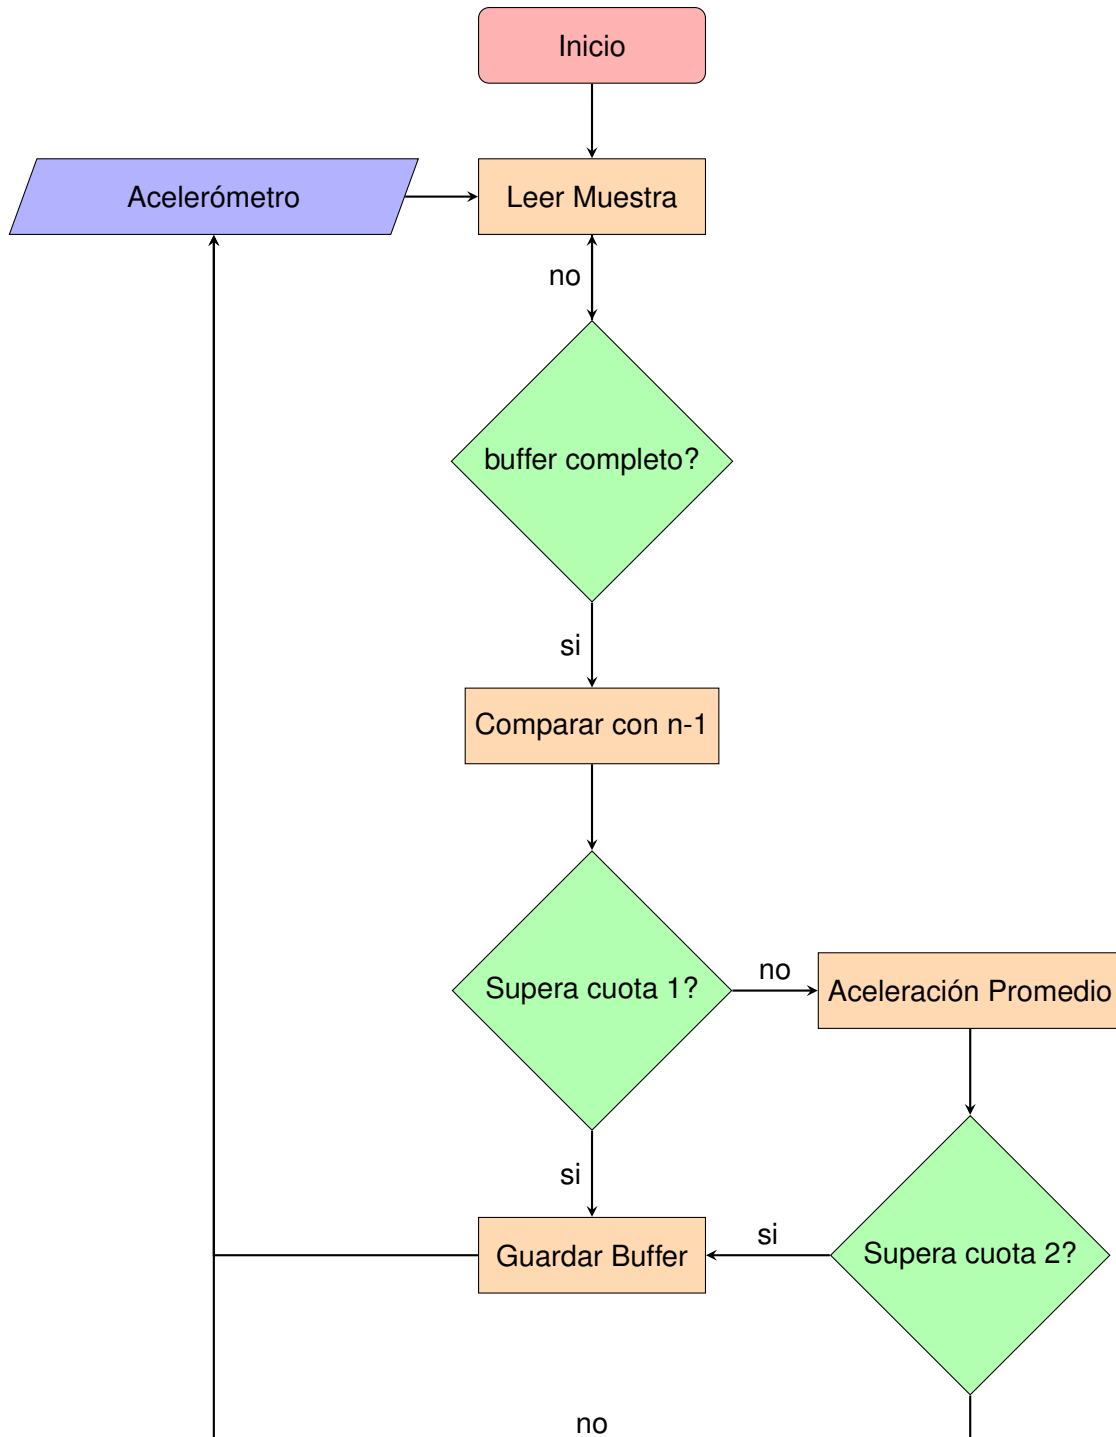 Inicio
Acelerómetro
Leer Muestra
no
buffer completo?
si
Comparar con n-1
Supera cuota 1?
no
Aceleración Promedio
si
Guardar Buffer
si
Supera cuota 2?
no